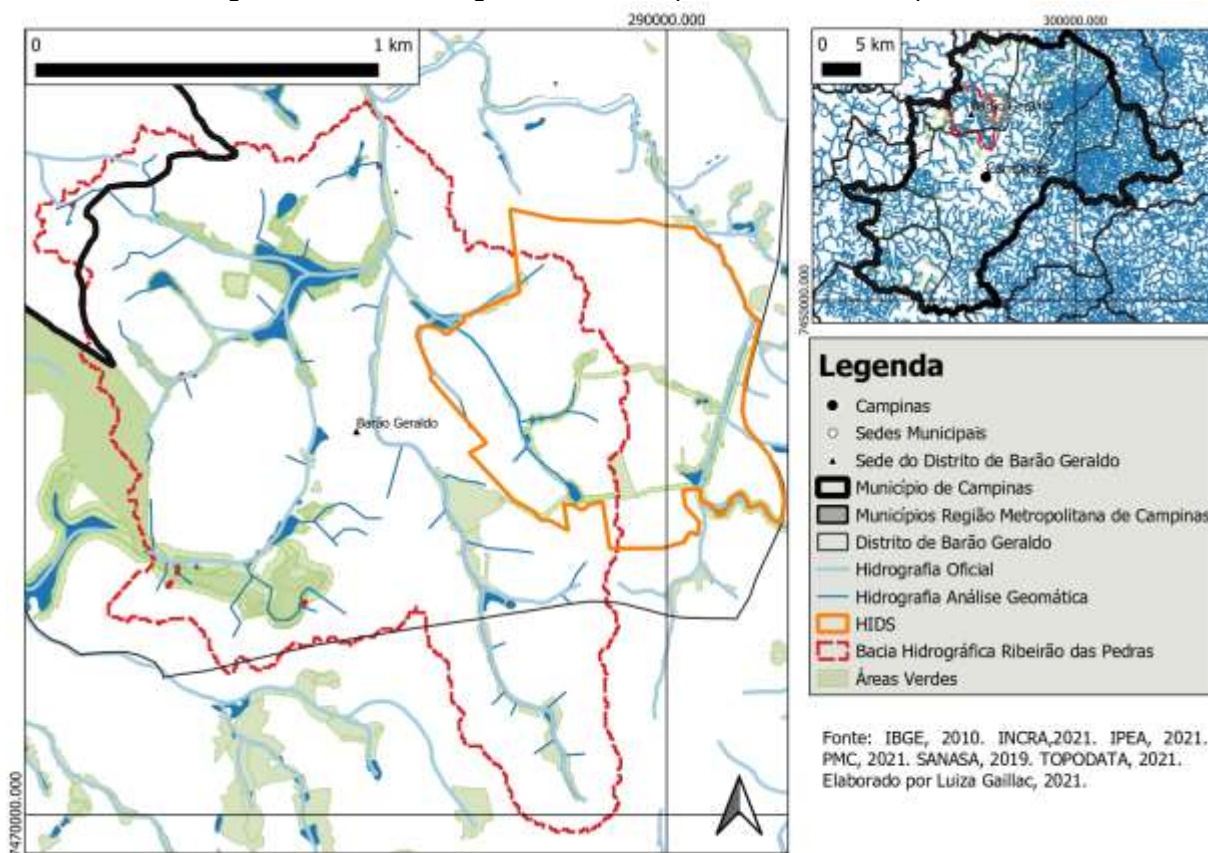 290000.000
0 1 km
Barão Geraldo
7470000.000
300000.000
0 5 km
Campinas
7450000.000
Legenda
Campinas
Sedes Municipais
Sede do Distrito de Barão Geraldo
Município de Campinas
Municípios Região Metropolitana de Campinas
Distrito de Barão Geraldo
Hidrografia Oficial
Hidrografia Análise Geomática
HIDS
Bacia Hidrográfica Ribeirão das Pedras
Áreas Verdes
Fonte: IBGE, 2010. INCRA,2021. IPEA, 2021.
PMC, 2021. SANASA, 2019. TOPODATA, 2021.
Elaborado por Luiza Gaillac, 2021.